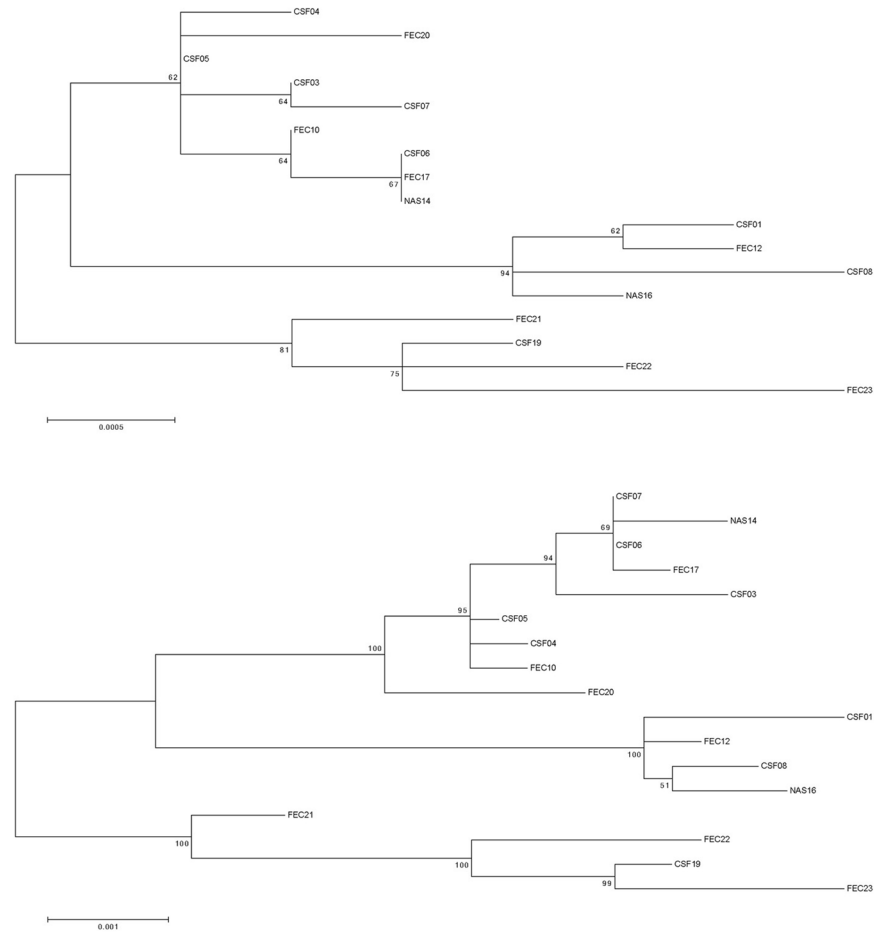 CSF04
FEC20
CSF05
62
CSF03
64
CSF07
FEC10
64
CSF06
FEC17
67
NAS14
CSF01
62
FEC12
CSF08
94
NAS16
FEC21
81
CSF19
FEC22
75
FEC23
0.0005
CSF07
NAS14
69
CSF06
94
FEC17
CSF03
95
CSF05
CSF04
100
FEC10
FEC20
CSF01
FEC12
100
CSF08
51
NAS16
FEC21
100
FEC22
100
CSF19
99
FEC23
0.001